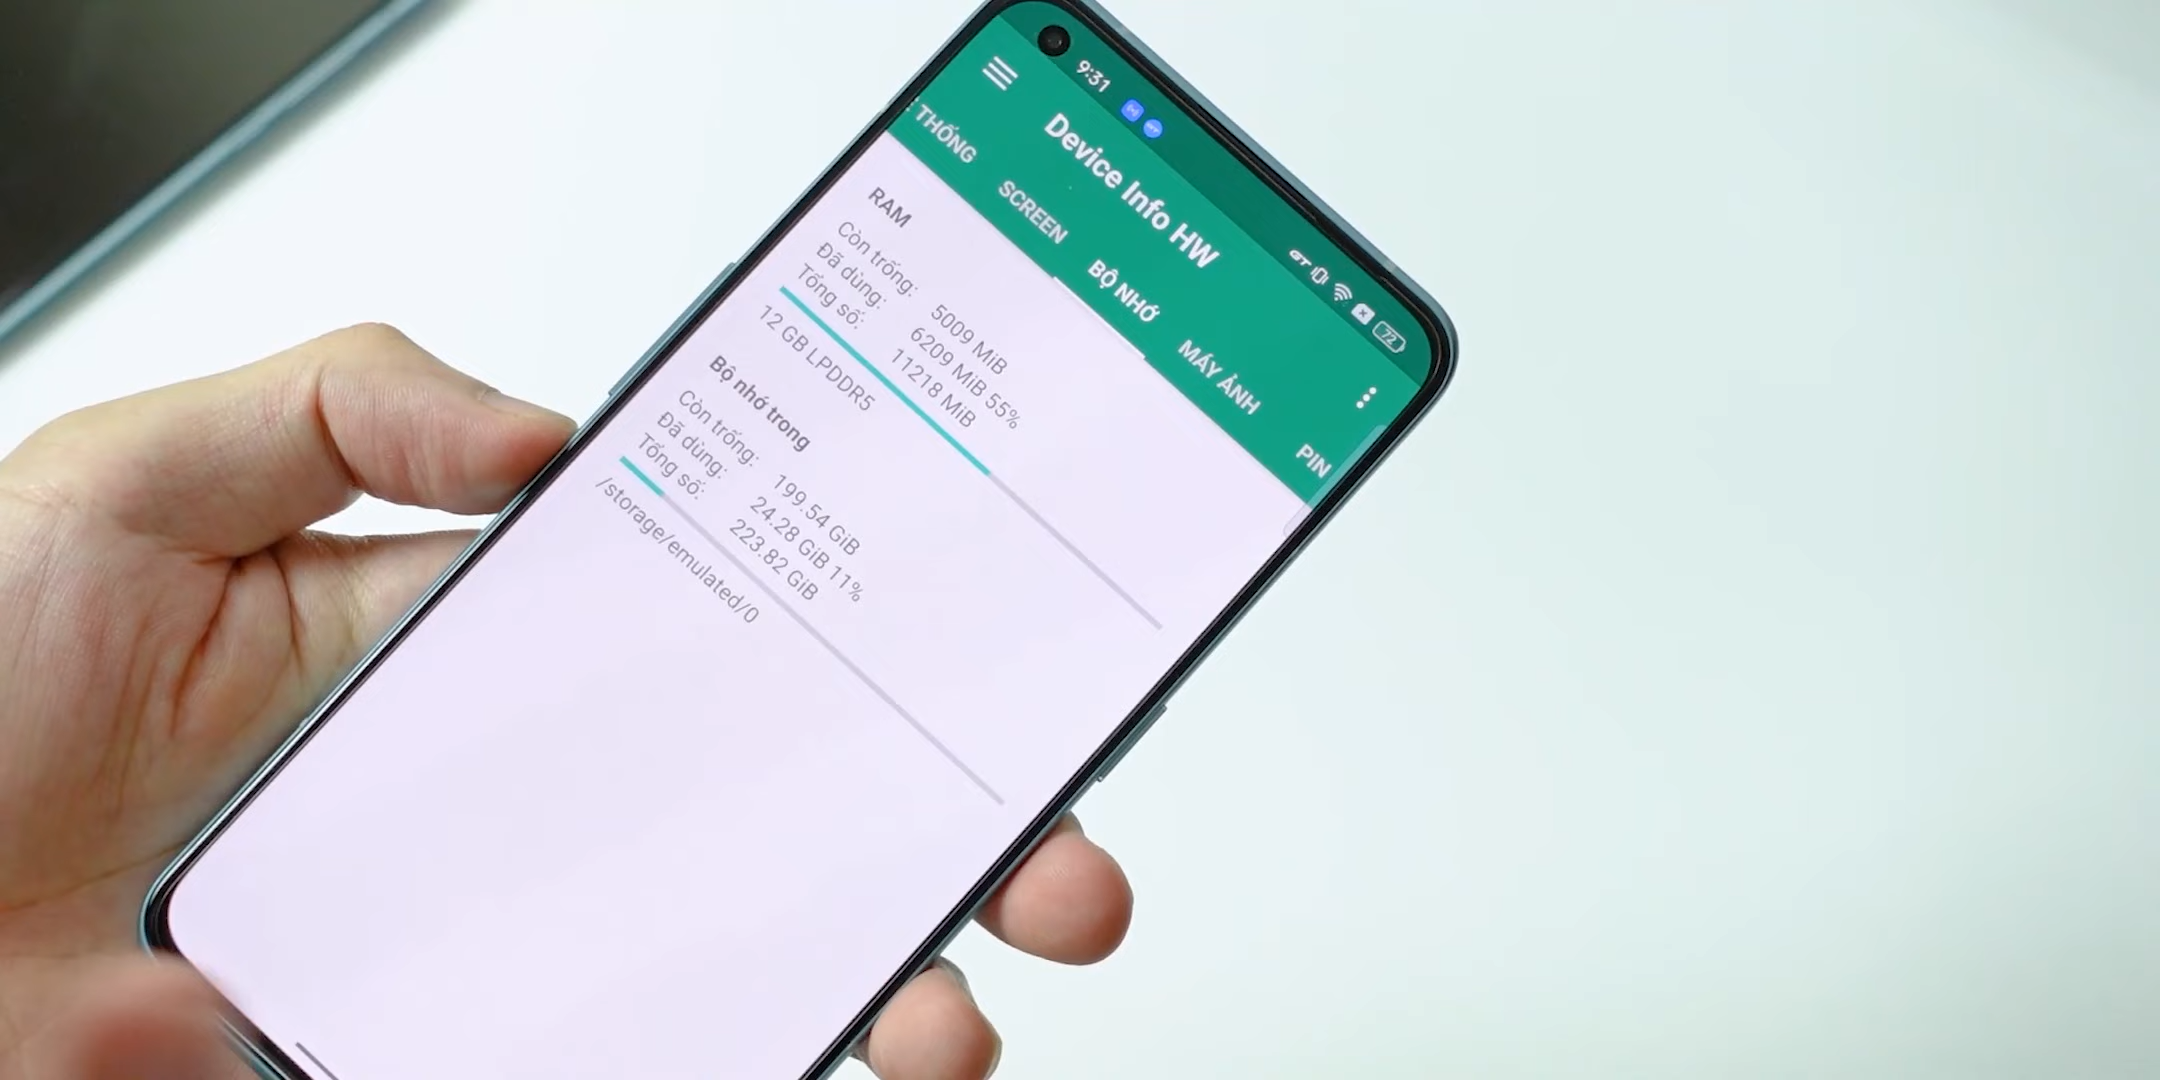 9:31
72
Device Info HW
THỐNG SCREEN BỘ NHỚ MÁY ẢNH PIN
RAM
Còn trống: 5009 MiB
Đã dùng: 6209 MiB 55%
Tổng số: 11218 MiB
12 GB LPDDR5
Bộ nhớ trong
Còn trống: 199.54 GiB
Đã dùng: 24.28 GiB 11%
Tổng số: 223.82 GiB
/storage/emulated/0